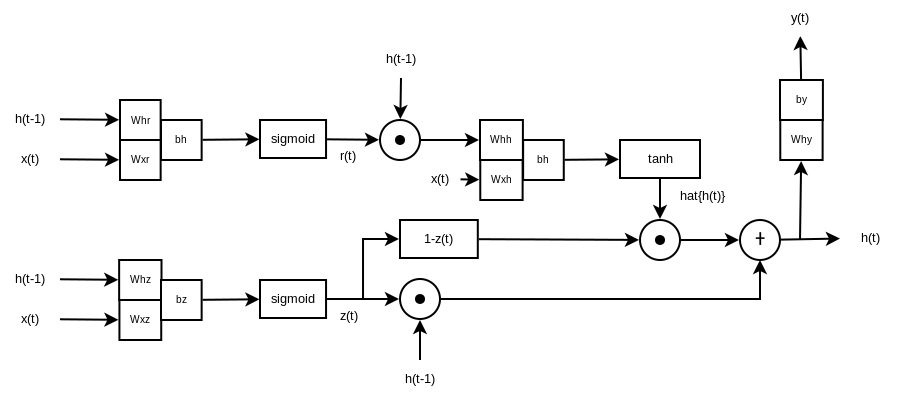 y(t)
h(t-1)
h(t-1)
Whr
bh
sigmoid
x(t)
Wxr
r(t)
Whh
bh
tanh
x(t)
Wxh
hat{h(t)}
by
Why
1-z(t)
+
h(t)
h(t-1)
Whz
bz
sigmoid
x(t)
Wxz
z(t)
h(t-1)